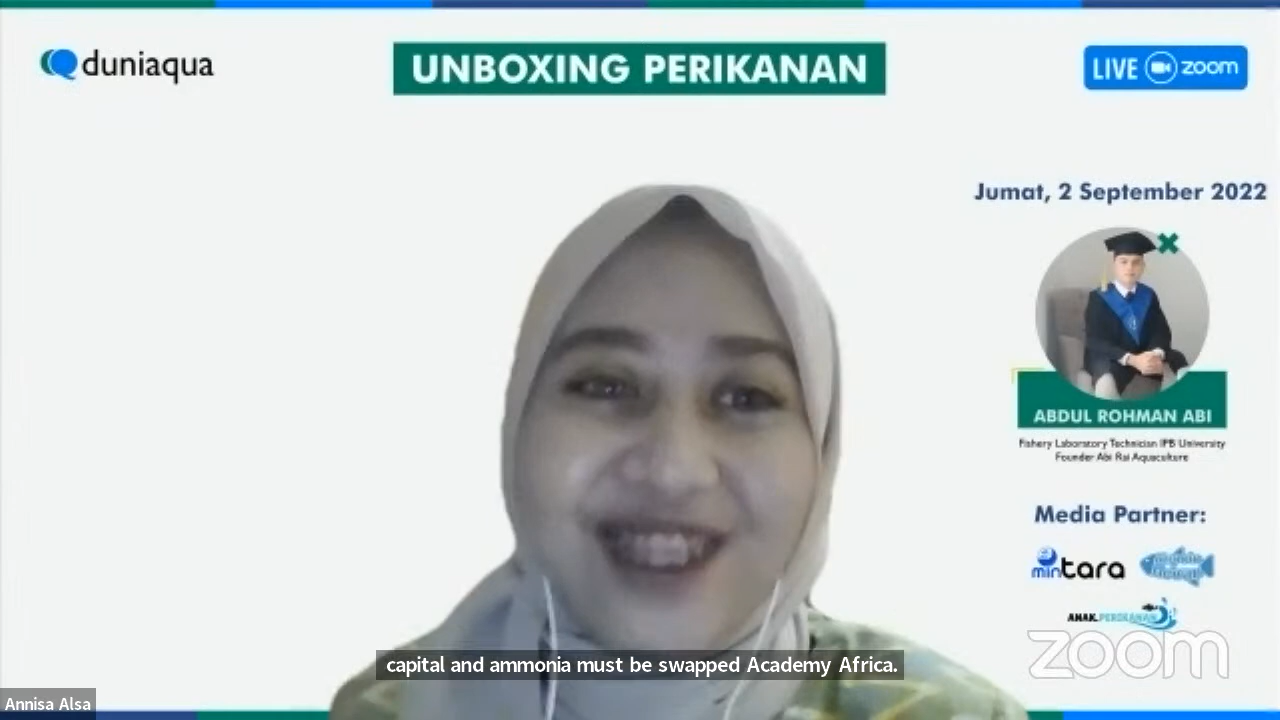 duniaqua
UNBOXING PERIKANAN
LIVE zoom
Jumat, 2 September 2022
ABDUL ROHMAN ABI
Fishery Laboratory Technician IPB University
Founder Abi Rai Aquaculture
Media Partner:
mintara
ANAK.PERIKANAN
zoom
capital and ammonia must be swapped Academy Africa.
Annisa Alsa